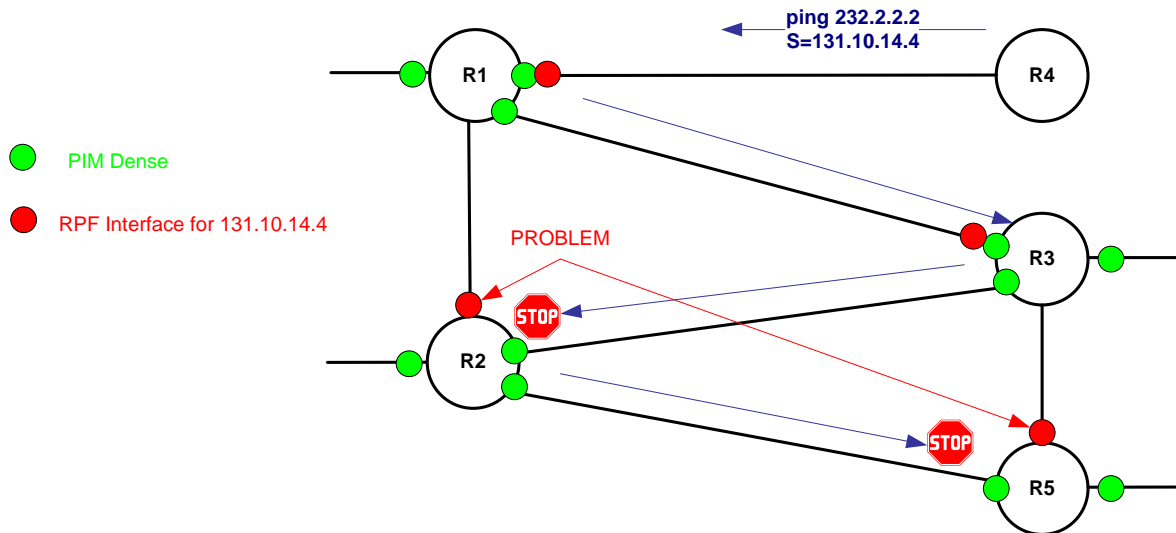 ping 232.2.2.2
S=131.10.14.4
R1
R4
PIM Dense
RPF Interface for 131.10.14.4
PROBLEM
R3
STOP
R2
STOP
R5